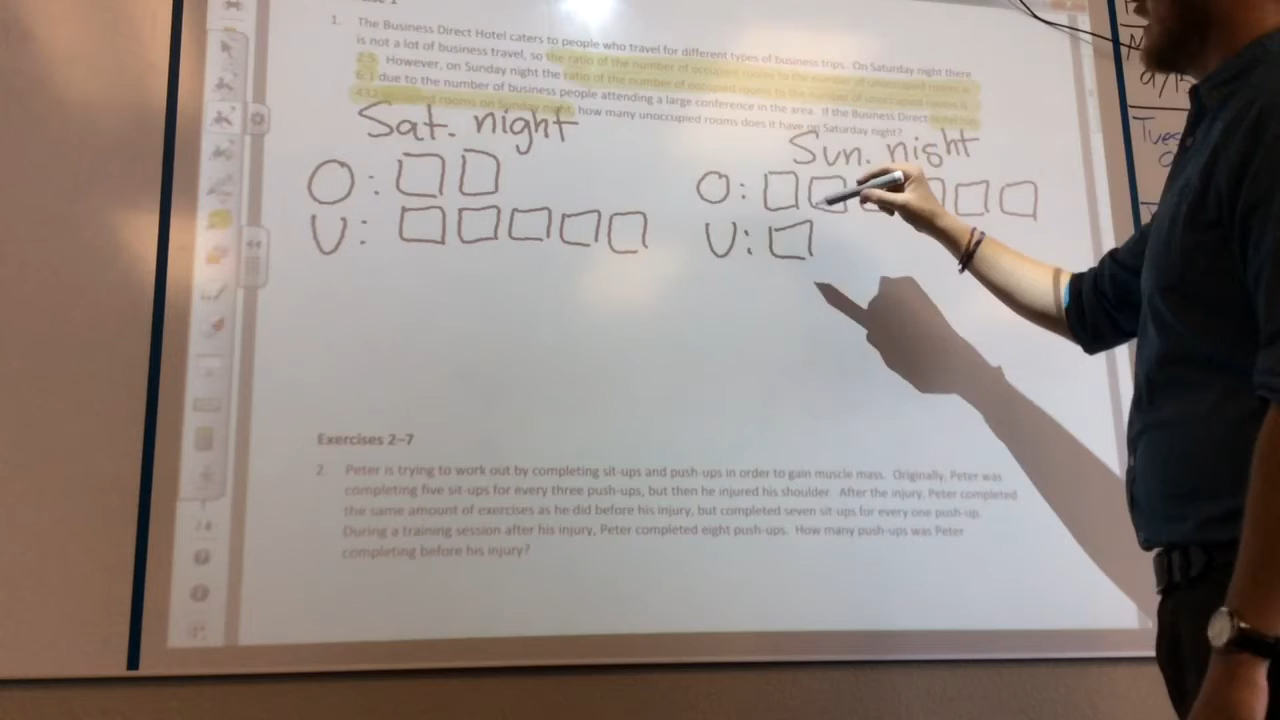 1. The Business Direct Hotel caters to people who travel for different types of business trips. On Saturday night there
is not a lot of business travel, so the ratio of the number of occupied rooms to the number of unoccupied rooms is
2:5. However, on Sunday night the ratio of the number of occupied rooms to the number of unoccupied rooms is
6:1 due to the number of business people attending a large conference in the area. If the Business Direct Hotel has
432 occupied rooms on Sunday night, how many unoccupied rooms does it have on Saturday night?
Sat. night
O:
U:
Sun. night
O:
U:
Exercises 2–7
2. Peter is trying to work out by completing sit-ups and push-ups in order to gain muscle mass. Originally, Peter was
completing five sit-ups for every three push-ups, but then he injured his shoulder. After the injury, Peter completed
the same amount of exercises as he did before his injury, but completed seven sit ups for every one push-up.
During a training session after his injury, Peter completed eight push-ups. How many push-ups was Peter
completing before his injury?
Tues